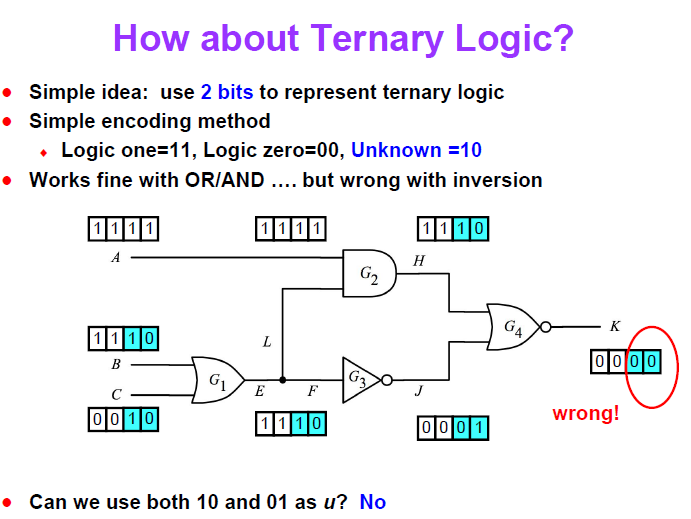 How about Ternary Logic?
Simple idea: use 2 bits to represent ternary logic
Simple encoding method
Logic one=11, Logic zero=00, Unknown =10
Works fine with OR/AND …. but wrong with inversion
1 1 1 1
1 1 1 1
1 1 1 0
A
H
G2
1 1 1 0
L
G4
K
B
0 0 0 0
G1
G3
C
E
F
J
0 0 1 0
1 1 1 0
0 0 0 1
wrong!
Can we use both 10 and 01 as u? No